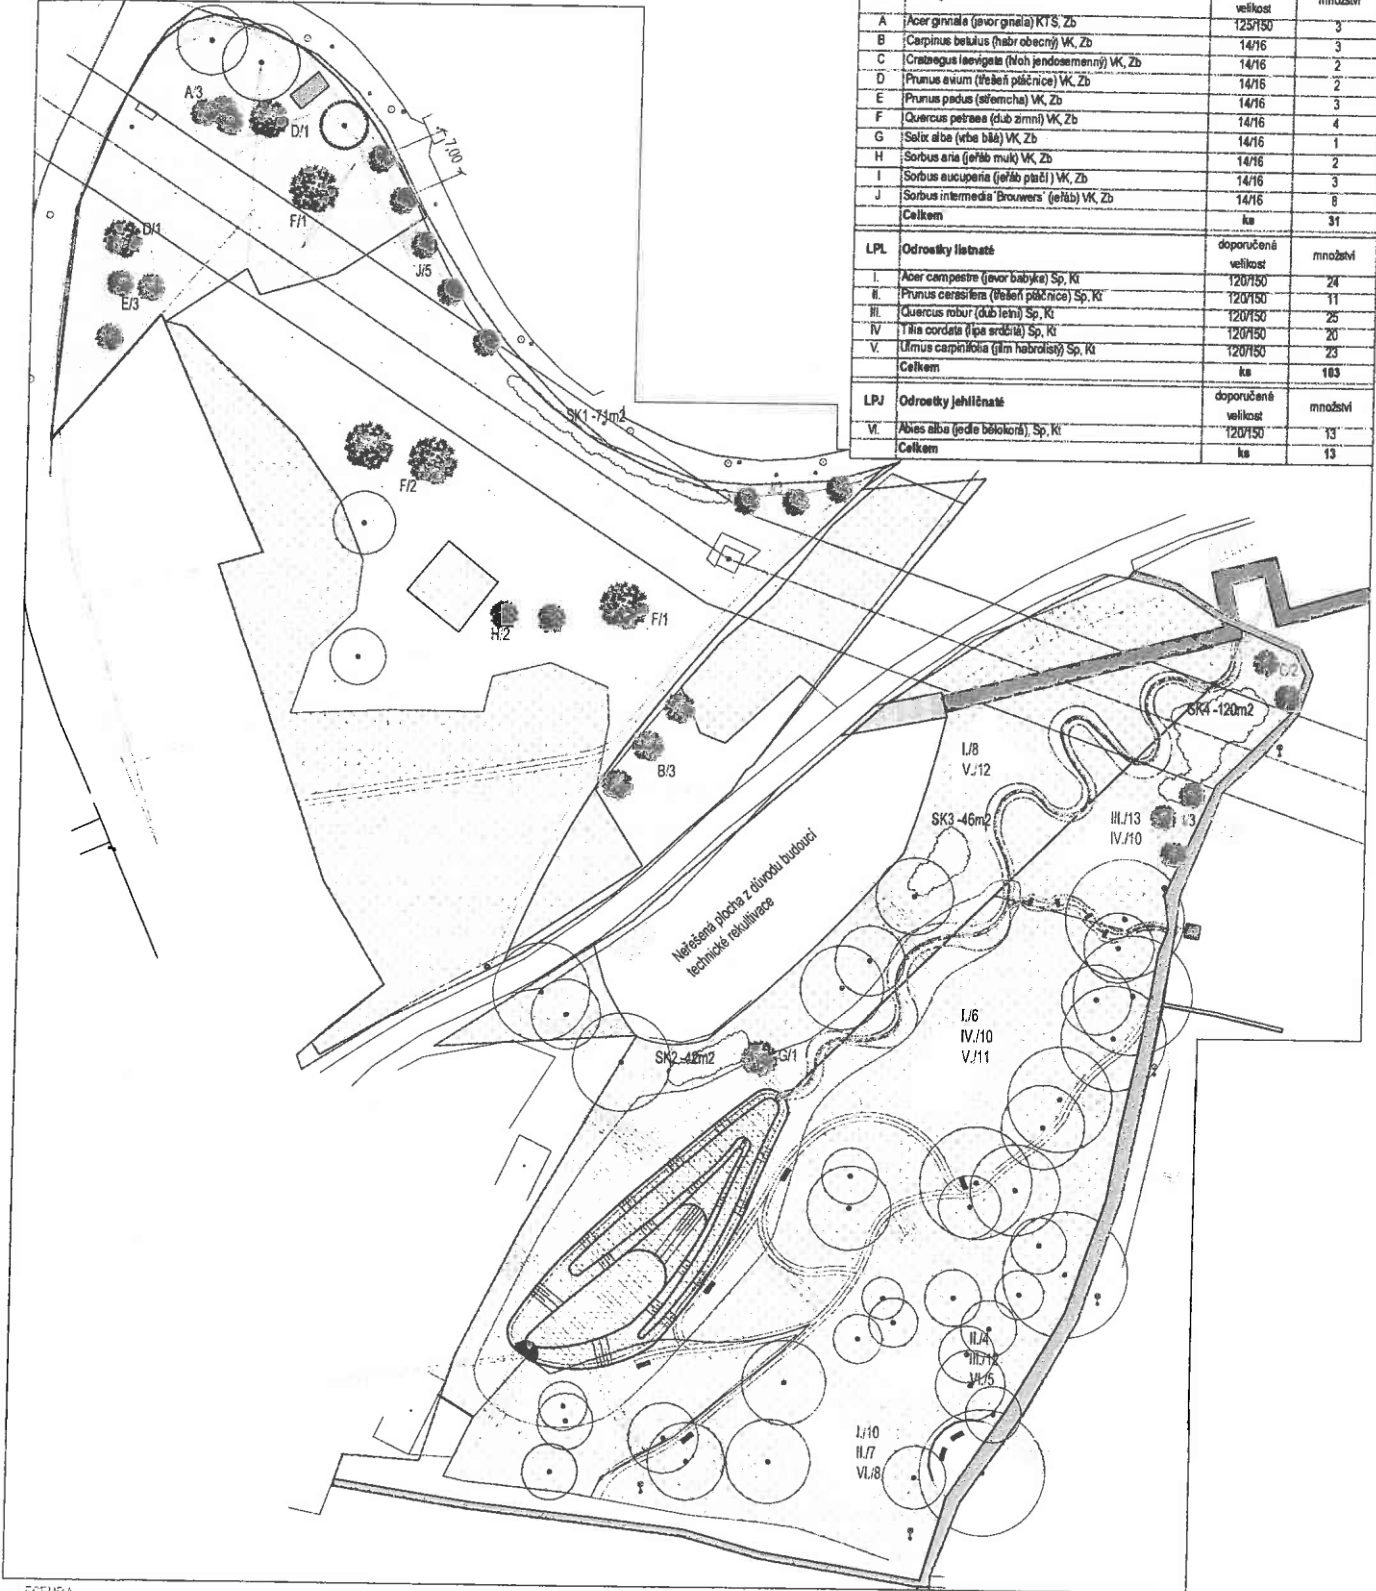 velikost množství
A Acer ginnala (javor ginala) KTS, Zb 125/150 3
B Carpinus betulus (habr obecný) VK, Zb 14/16 3
C Crataegus laevigata (hloh jendosemenný) VK, Zb 14/16 2
D Prunus avium (třešeň ptáčnice) VK, Zb 14/16 2
E Prunus padus (střemcha) VK, Zb 14/16 3
F Quercus petraea (dub zimní) VK, Zb 14/16 4
G Salix alba (vrba bílá) VK, Zb 14/16 1
H Sorbus aria (jeřáb muk) VK, Zb 14/16 2
I Sorbus aucuparia (jeřáb ptačí) VK, Zb 14/16 3
J Sorbus intermedia 'Brouwers' (jeřáb) VK, Zb 14/16 8
Celkem ks 31
LPL Odrostky listnaté doporučená velikost množství
I. Acer campestre (javor babyka) Sp, Kt 120/150 24
II. Prunus cerasifera (třešeň ptáčnice) Sp, Kt 120/150 11
III. Quercus robur (dub letní) Sp, Kt 120/150 25
IV Tilia cordata (lípa srdčitá) Sp, Kt 120/150 20
V. Ulmus carpinifolia (jilm habrolistý) Sp, Kt 120/150 23
Celkem ks 103
LPJ Odrostky jehličnaté doporučená velikost množství
VI. Abies alba (jedle bělokorá), Sp, Kt 120/150 13
Celkem ks 13
A/3
D/1
17.00
F/1
D/1
J/5
E/3
SK1 -71m2
F/2
J/3
H/2
F/1
C/2
SK4 -120m2
I./8
V./12
B/3
SK3 -46m2
III./13
IV./10
I/3
Neřešená plocha z důvodu budoucí
technické rekultivace
I./6
IV./10
V./11
SK2 -42m2
G/1
II./4
III./12
VI./5
I./10
II./7
VI./8